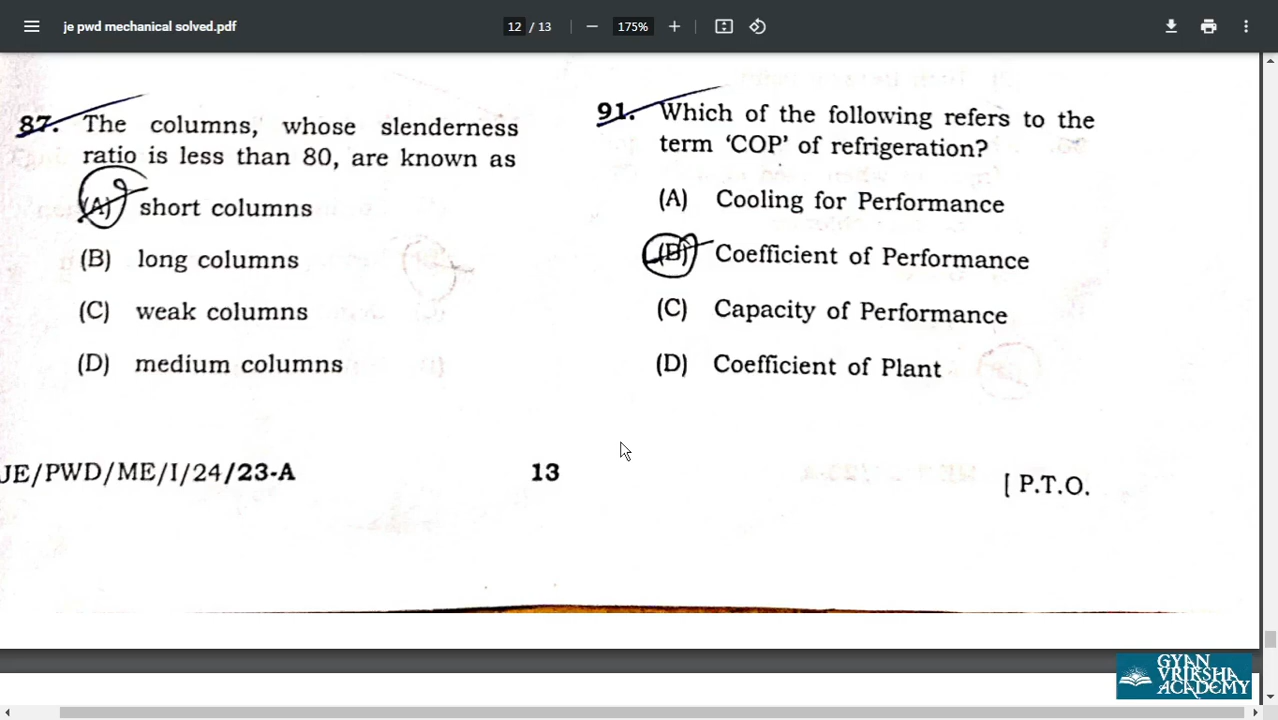 je pwd mechanical solved.pdf
12 / 13
175%
87. The columns, whose slenderness
ratio is less than 80, are known as
(A) short columns
(B) long columns
(C) weak columns
(D) medium columns
91. Which of the following refers to the
term ‘COP’ of refrigeration?
(A) Cooling for Performance
(B) Coefficient of Performance
(C) Capacity of Performance
(D) Coefficient of Plant
JE/PWD/ME/I/24/23-A
13
[ P.T.O.
GYAN
VRIKSHA
ACADEMY